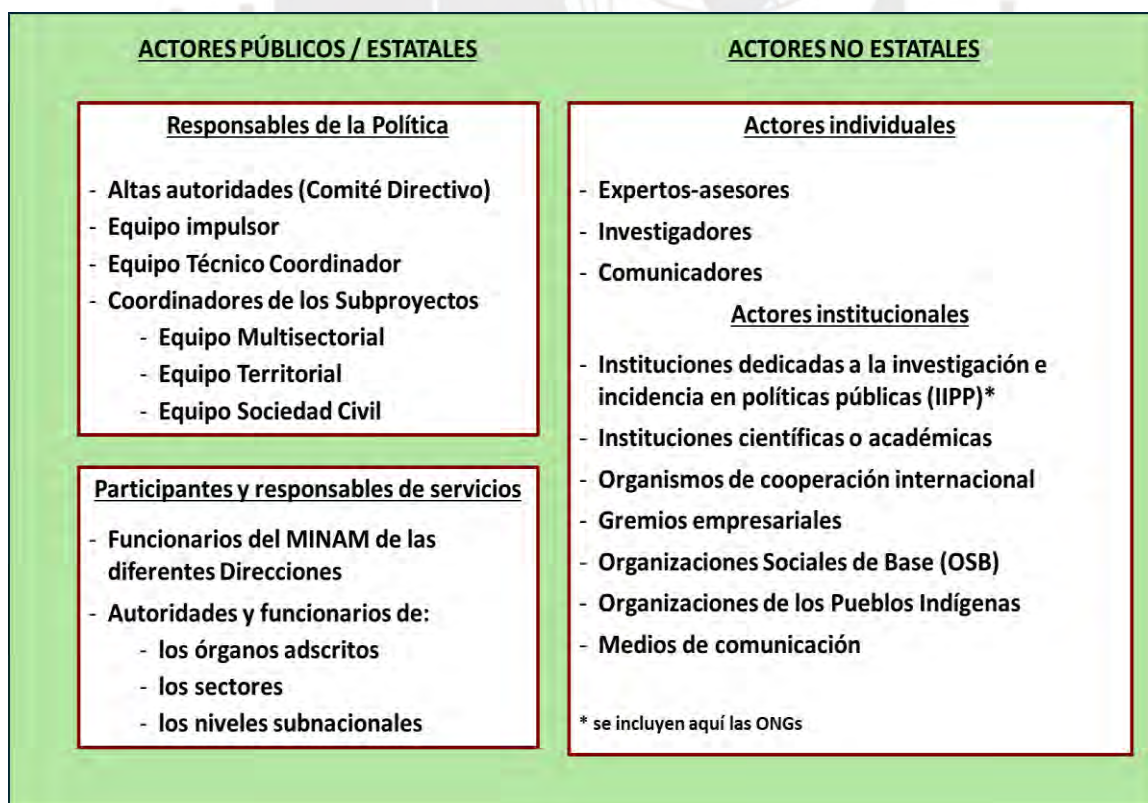 ACTORES PÚBLICOS / ESTATALES
Responsables de la Política
- Altas autoridades (Comité Directivo)
- Equipo impulsor
- Equipo Técnico Coordinador
- Coordinadores de los Subproyectos
- Equipo Multisectorial
- Equipo Territorial
- Equipo Sociedad Civil
Participantes y responsables de servicios
- Funcionarios del MINAM de las
diferentes Direcciones
- Autoridades y funcionarios de:
- los órganos adscritos
- los sectores
- los niveles subnacionales
ACTORES NO ESTATALES
Actores individuales
- Expertos-asesores
- Investigadores
- Comunicadores
Actores institucionales
- Instituciones dedicadas a la investigación e
incidencia en políticas públicas (IIPP)*
- Instituciones científicas o académicas
- Organismos de cooperación internacional
- Gremios empresariales
- Organizaciones Sociales de Base (OSB)
- Organizaciones de los Pueblos Indígenas
- Medios de comunicación
* se incluyen aquí las ONGs